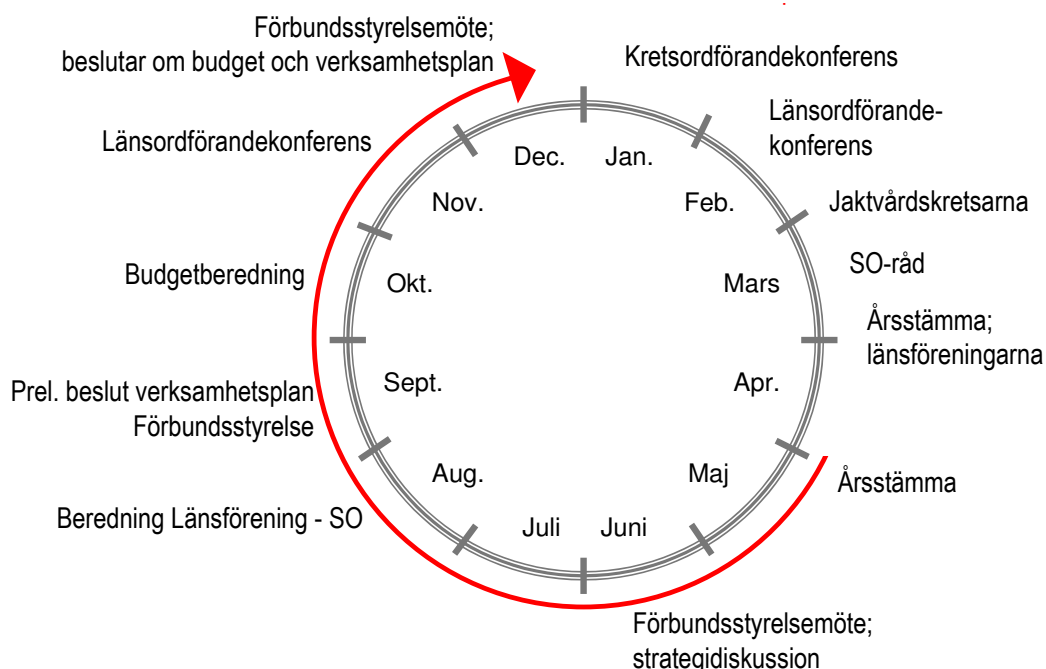 Förbundsstyrelsemöte;
beslutar om budget och verksamhetsplan
Kretsordförandekonferens
Länsordförande-
konferens
Jaktvårdskretsarna
SO-råd
Årsstämma;
länsföreningarna
Årsstämma
Förbundsstyrelsemöte;
strategidiskussion
Beredning Länsförening - SO
Prel. beslut verksamhetsplan
Förbundsstyrelse
Budgetberedning
Länsordförandekonferens
Jan.
Feb.
Mars
Apr.
Maj
Juni
Juli
Aug.
Sept.
Okt.
Nov.
Dec.